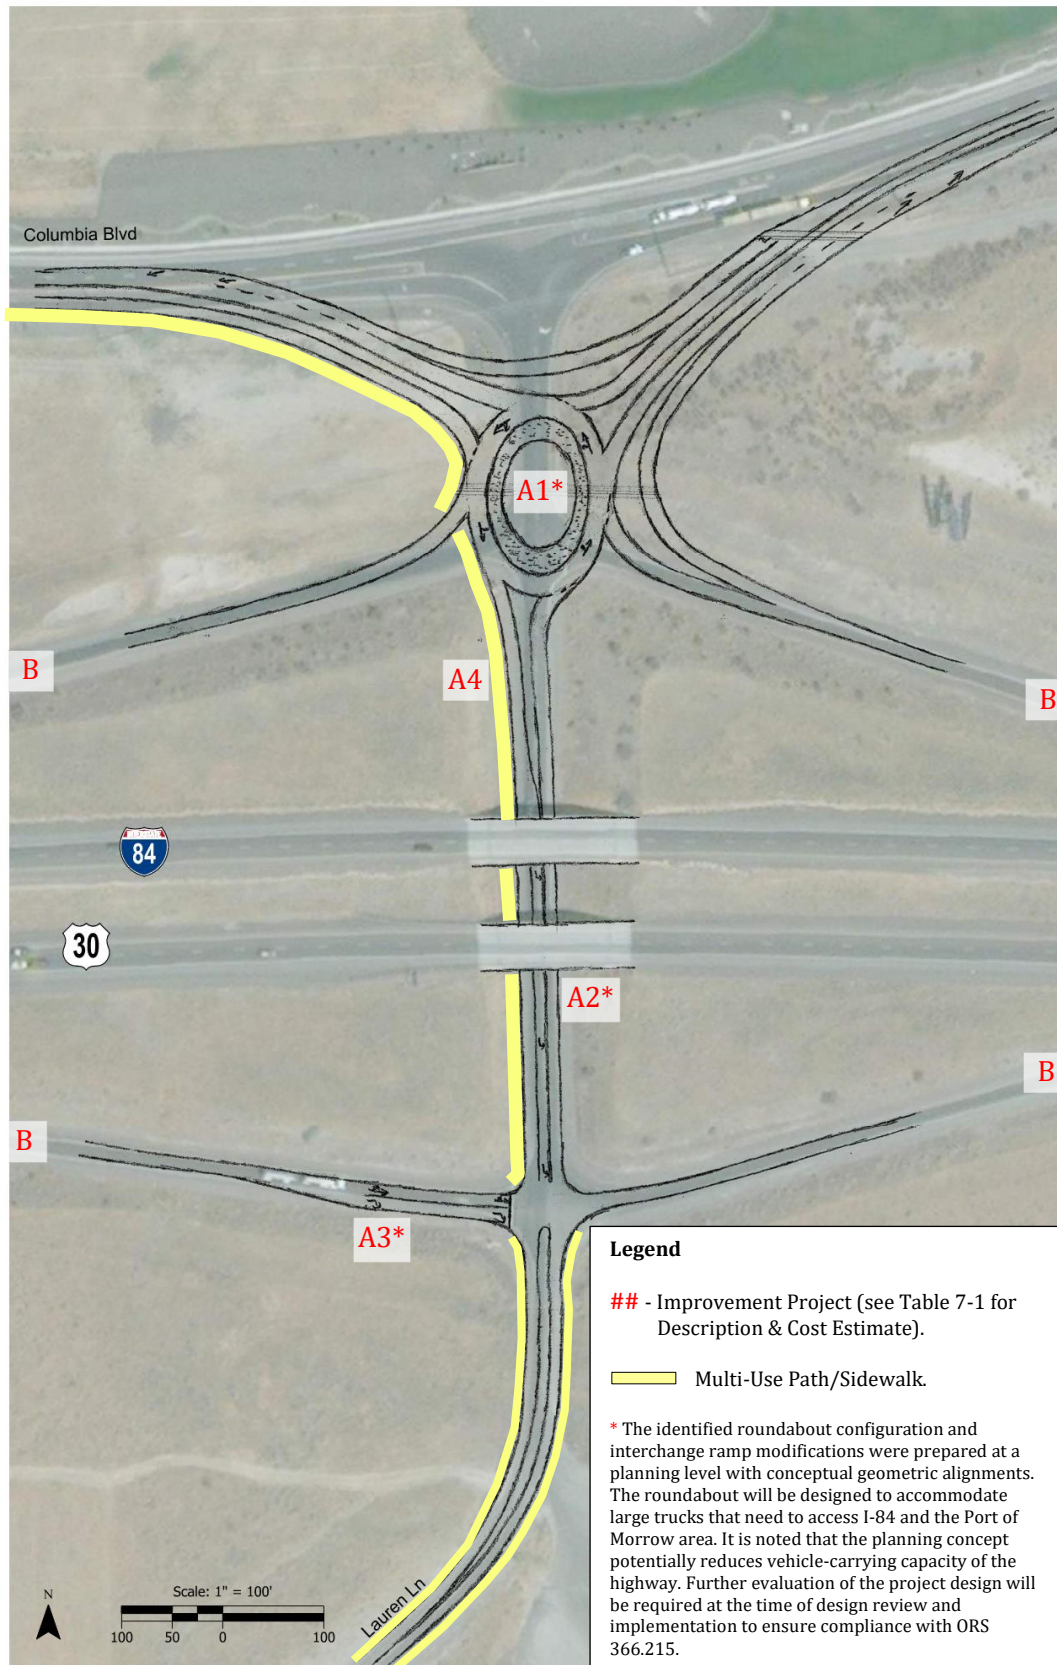 Columbia Blvd
A1*
B
A4
B
84
30
A2*
B
B
A3*
Legend
## - Improvement Project (see Table 7-1 for
Description & Cost Estimate).
Multi-Use Path/Sidewalk.
* The identified roundabout configuration and
interchange ramp modifications were prepared at a
planning level with conceptual geometric alignments.
The roundabout will be designed to accommodate
large trucks that need to access I-84 and the Port of
Morrow area. It is noted that the planning concept
potentially reduces vehicle-carrying capacity of the
highway. Further evaluation of the project design will
be required at the time of design review and
implementation to ensure compliance with ORS
366.215.
Lauren Ln
N
Scale: 1" = 100'
100 50 0 100